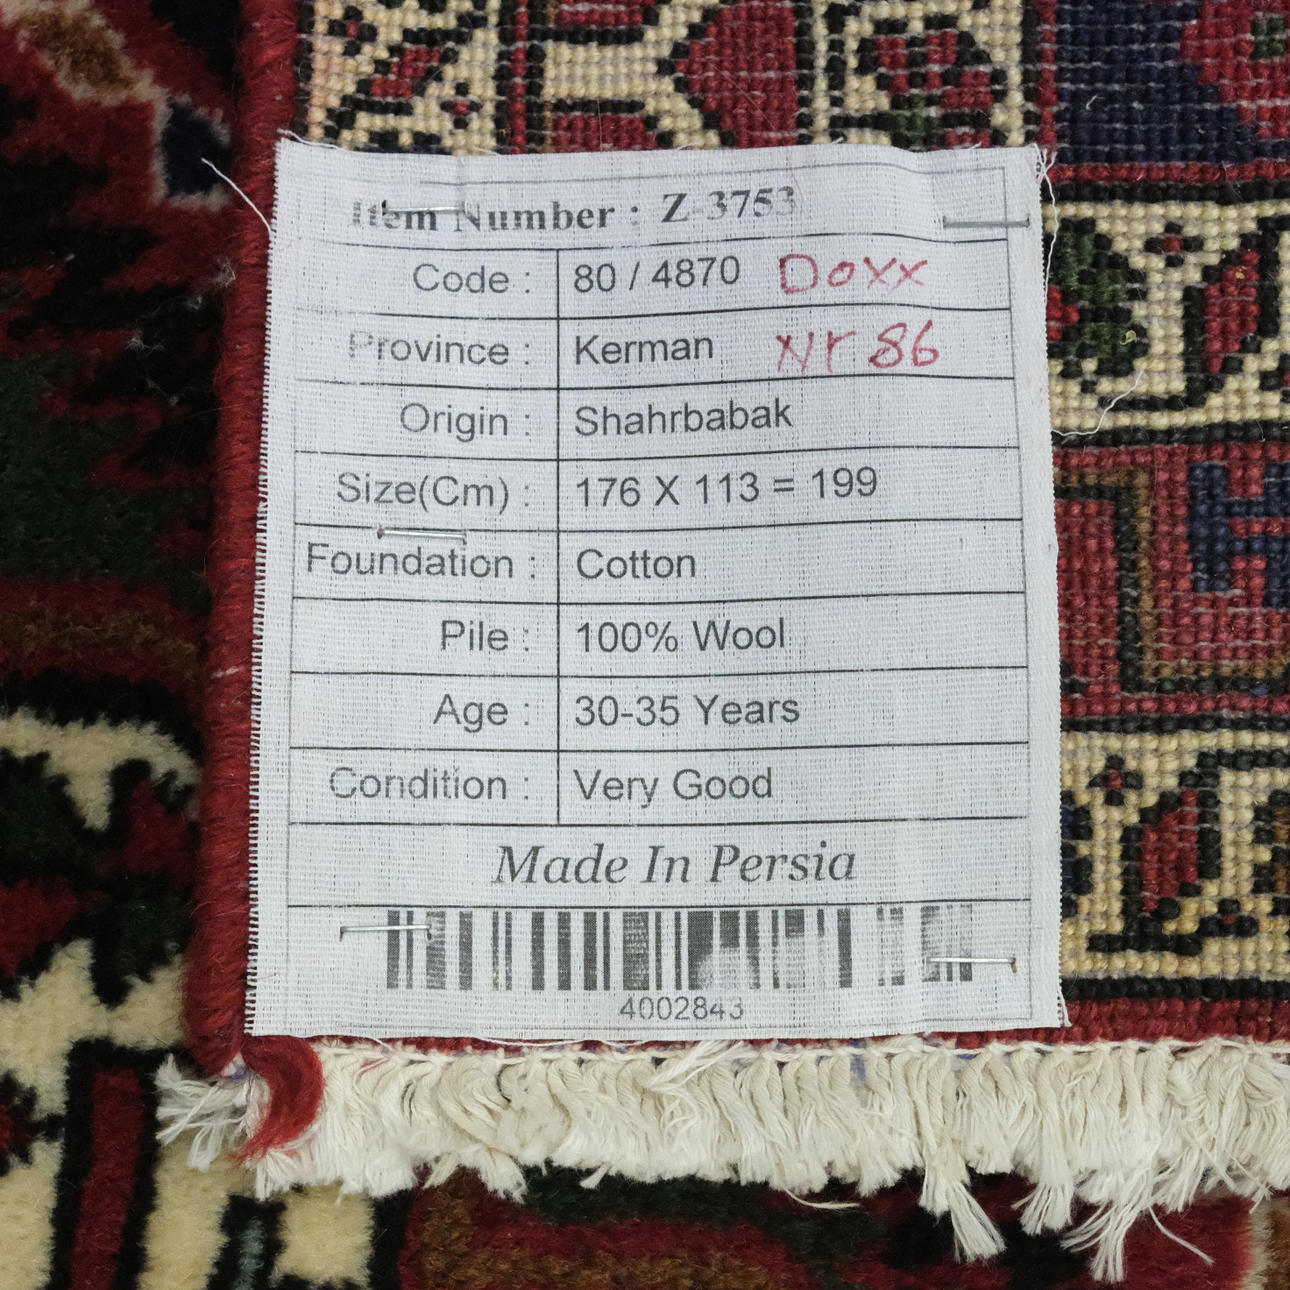 Item Number : Z-3753
Code : 80 / 4870 DoXX
Province : Kerman Nr 86
Origin : Shahrbabak
Size(Cm) : 176 X 113 = 199
Foundation : Cotton
Pile : 100% Wool
Age : 30-35 Years
Condition : Very Good
Made In Persia
4002843